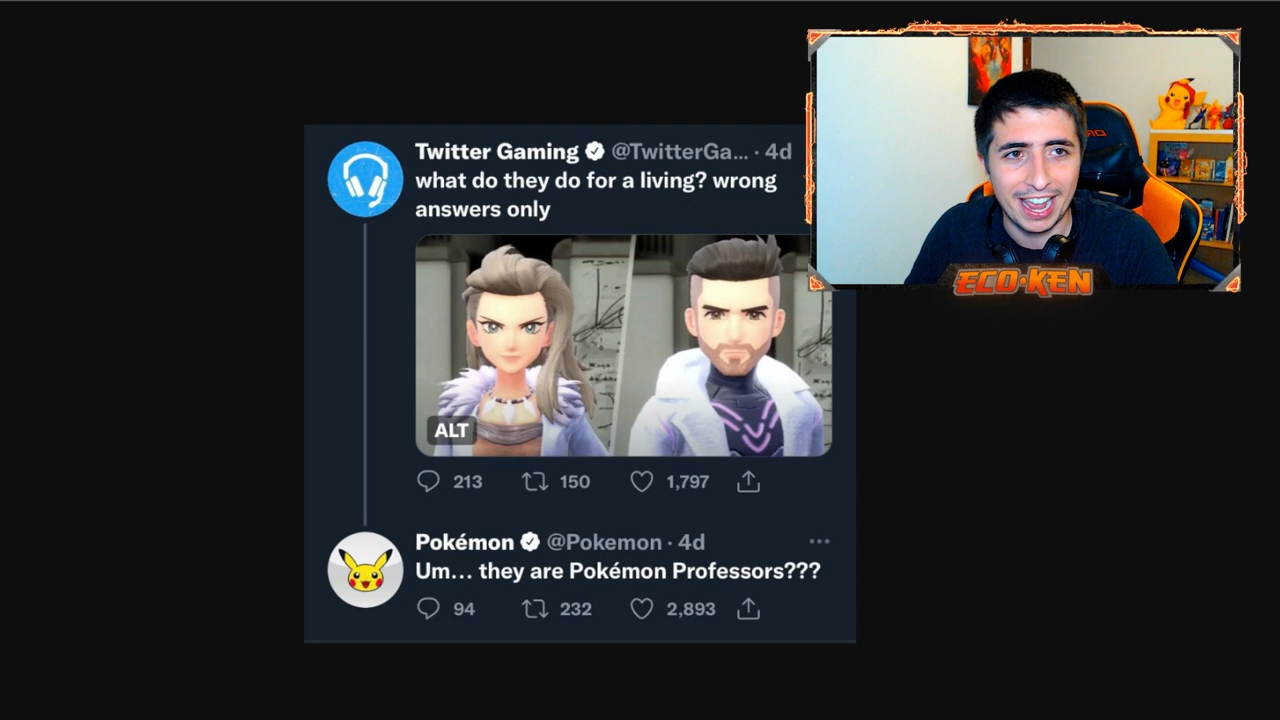 Twitter Gaming @TwitterGa... · 4d
what do they do for a living? wrong
answers only
ALT
213 150 1,797
Pokémon @Pokemon · 4d
Um... they are Pokémon Professors???
94 232 2,893
ECO·KEN